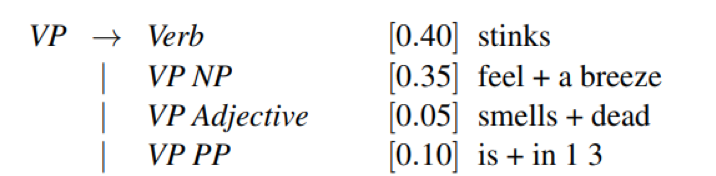 VP → Verb [0.40] stinks
| VP NP [0.35] feel + a breeze
| VP Adjective [0.05] smells + dead
| VP PP [0.10] is + in 1 3